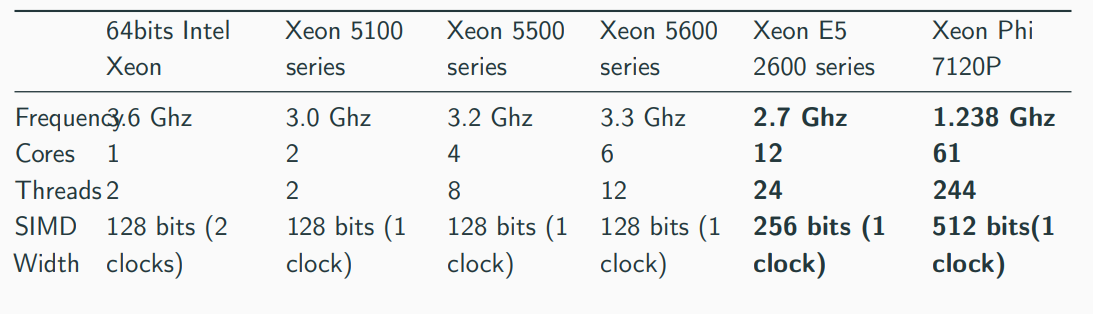 64bits Intel Xeon 5100 Xeon 5500 Xeon 5600 Xeon E5 Xeon Phi
Xeon series series series 2600 series 7120P
Frequency 3.6 Ghz 3.0 Ghz 3.2 Ghz 3.3 Ghz 2.7 Ghz 1.238 Ghz
Cores 1 2 4 6 12 61
Threads 2 2 8 12 24 244
SIMD 128 bits (2 128 bits (1 128 bits (1 128 bits (1 256 bits (1 512 bits(1
Width clocks) clock) clock) clock) clock) clock)